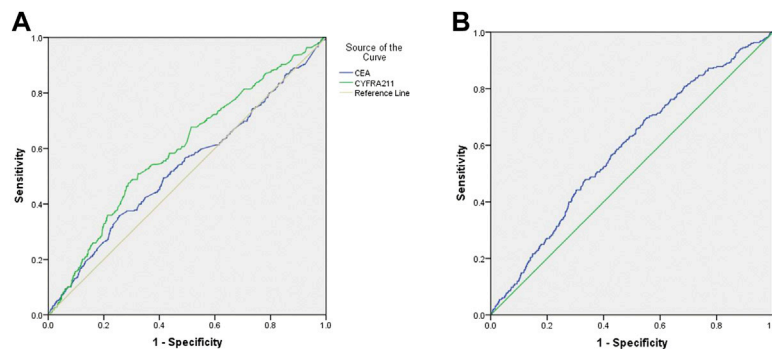 A
1.0
0.8
0.6
0.4
0.2
0.0
Sensitivity
0.0 0.2 0.4 0.6 0.8 1.0
1 - Specificity
Source of the
Curve
CEA
CYFRA211
Reference Line
B
1.0
0.8
0.6
0.4
0.2
0.0
Sensitivity
0.0 0.2 0.4 0.6 0.8 1.0
1 - Specificity